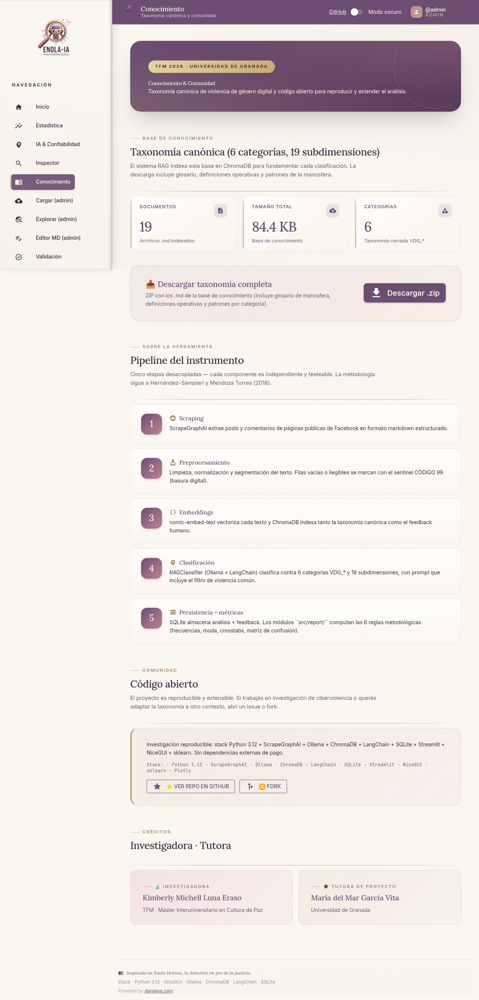 ENOLA-IA
INVESTIGADORA DIGITAL
NAVEGACIÓN
Inicio
Estadística
IA & Confiabilidad
Inspector
Conocimiento
Cargar (admin)
Explorar (admin)
Editor MD (admin)
Validación
Conocimiento
Taxonomía canónica y comunidad
GitHub
Modo oscuro
@admin
ADMIN
TFM 2026 · UNIVERSIDAD DE GRANADA
Conocimiento & Comunidad
Taxonomía canónica de violencia de género digital y código abierto para reproducir y extender el análisis.
BASE DE CONOCIMIENTO
Taxonomía canónica (6 categorías, 19 subdimensiones)
El sistema RAG indexa esta base en ChromaDB para fundamentar cada clasificación. La
descarga incluye glosario, definiciones operativas y patrones de la manosfera.
DOCUMENTOS
19
Archivos .md indexados
TAMAÑO TOTAL
84.4 KB
Base de conocimiento
CATEGORÍAS
6
Taxonomía cerrada VDG_*
📥 Descargar taxonomía completa
ZIP con los .md de la base de conocimiento (incluye glosario de manosfera,
definiciones operativas y patrones por categoría).
Descargar .zip
SOBRE LA HERRAMIENTA
Pipeline del instrumento
Cinco etapas desacopladas — cada componente es independiente y testeable. La metodología
sigue a Hernández-Sampieri y Mendoza Torres (2018).
1
Scraping
ScrapeGraphAI extrae posts y comentarios de páginas públicas de Facebook en formato markdown estructurado.
2
Preprocesamiento
Limpieza, normalización y segmentación del texto. Filas vacías o ilegibles se marcan con el sentinel CÓDIGO 99
(basura digital).
3
Embeddings
nomic-embed-text vectoriza cada texto y ChromaDB indexa tanto la taxonomía canónica como el feedback
humano.
4
Clasificación
RAGClassifier (Ollama + LangChain) clasifica contra 6 categorías VDG_* y 19 subdimensiones, con prompt que
incluye el filtro de violencia común.
5
Persistencia + métricas
SQLite almacena análisis + feedback. Los módulos ``src/report/`` computan las 6 reglas metodológicas
(frecuencias, moda, crosstabs, matriz de confusión).
COMUNIDAD
Código abierto
El proyecto es reproducible y extensible. Si trabajás en investigación de ciberviolencia o querés
adaptar la taxonomía a otro contexto, abrí un issue o fork.
Investigación reproducible: stack Python 3.12 + ScrapeGraphAI + Ollama + ChromaDB + LangChain + SQLite + Streamlit +
NiceGUI + sklearn. Sin dependencias externas de pago.
Stack: · Python 3.12 · ScrapeGraphAI · Ollama · ChromaDB · LangChain · SQLite · Streamlit · NiceGUI ·
sklearn · Plotly
⭐ VER REPO EN GITHUB
🔀 FORK
CRÉDITOS
Investigadora · Tutora
🔬 INVESTIGADORA
Kimberly Michell Luna Eraso
TFM · Máster Interuniversitario en Cultura de Paz
🎓 TUTORA DE PROYECTO
María del Mar García Vita
Universidad de Granada
Inspirado en Enola Holmes, la detective en pro de la justicia.
Stack · Python 3.12 · NiceGUI · Ollama · ChromaDB · LangChain · SQLite
Powered by danialva.com